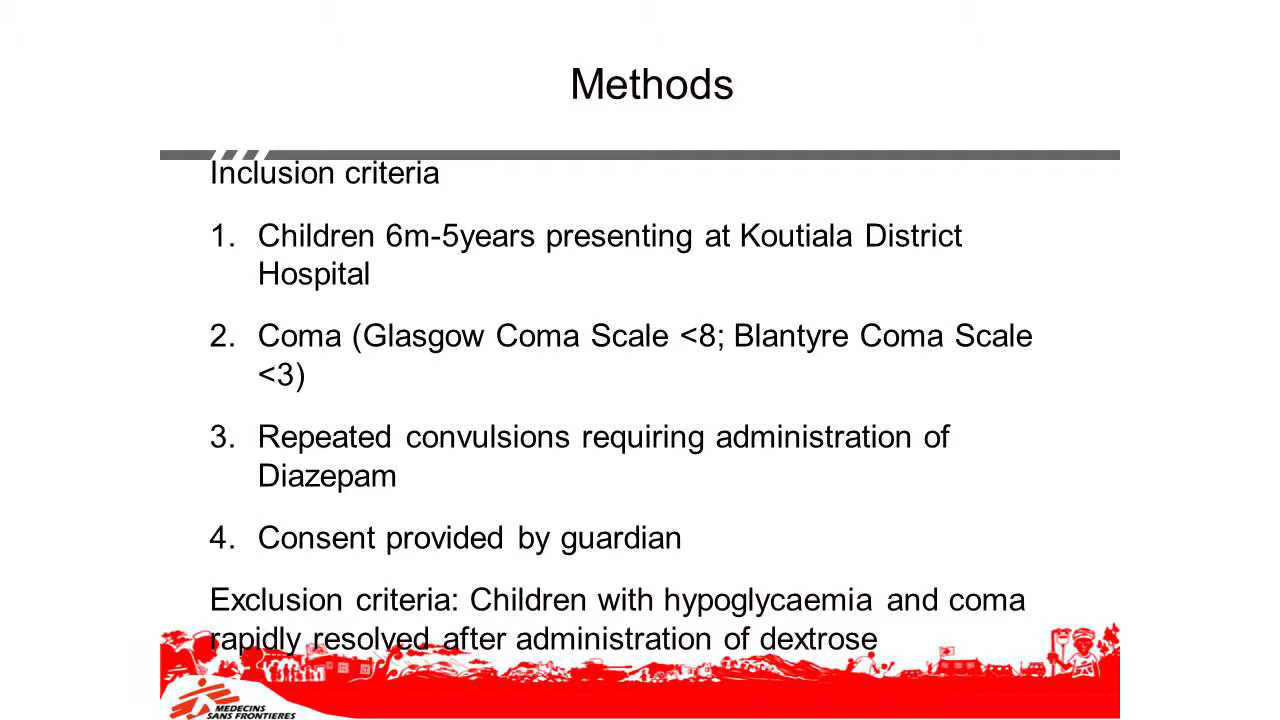 Methods
Inclusion criteria
1. Children 6m-5years presenting at Koutiala District
Hospital
2. Coma (Glasgow Coma Scale <8; Blantyre Coma Scale
<3)
3. Repeated convulsions requiring administration of
Diazepam
4. Consent provided by guardian
Exclusion criteria: Children with hypoglycaemia and coma
rapidly resolved after administration of dextrose
MEDECINS
SANS FRONTIERES